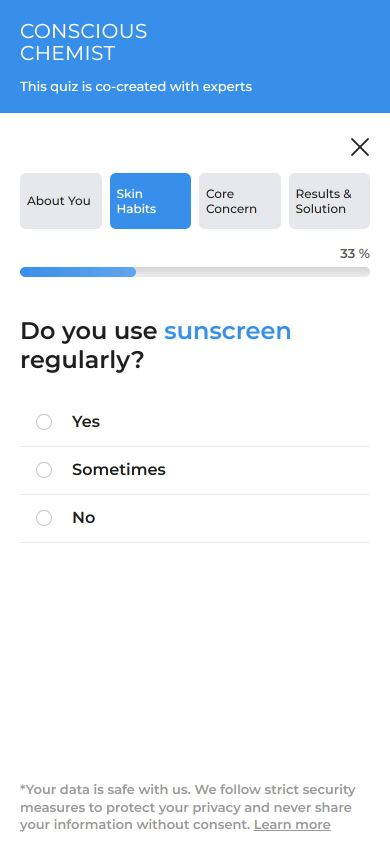 CONSCIOUS
CHEMIST
This quiz is co-created with experts
About You
Skin
Habits
Core
Concern
Results &
Solution
33 %
Do you use sunscreen
regularly?
Yes
Sometimes
No
*Your data is safe with us. We follow strict security
measures to protect your privacy and never share
your information without consent. Learn more